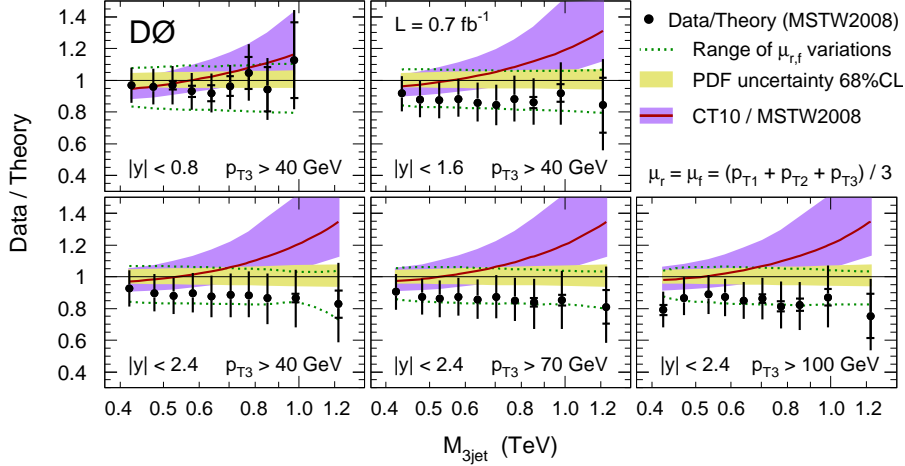 DØ
L = 0.7 fb⁻¹
Data/Theory (MSTW2008)
Range of μr,f variations
PDF uncertainty 68%CL
CT10 / MSTW2008
μr = μf = (pT1 + pT2 + pT3) / 3
Data / Theory
1.4
1.2
1.0
0.8
0.6
0.4
|y| < 0.8 pT3 > 40 GeV
|y| < 1.6 pT3 > 40 GeV
1.4
1.2
1.0
0.8
0.6
0.4
|y| < 2.4 pT3 > 40 GeV
|y| < 2.4 pT3 > 70 GeV
|y| < 2.4 pT3 > 100 GeV
0.4 0.6 0.8 1.0 1.2 0.4 0.6 0.8 1.0 1.2 0.4 0.6 0.8 1.0 1.2
M3jet (TeV)